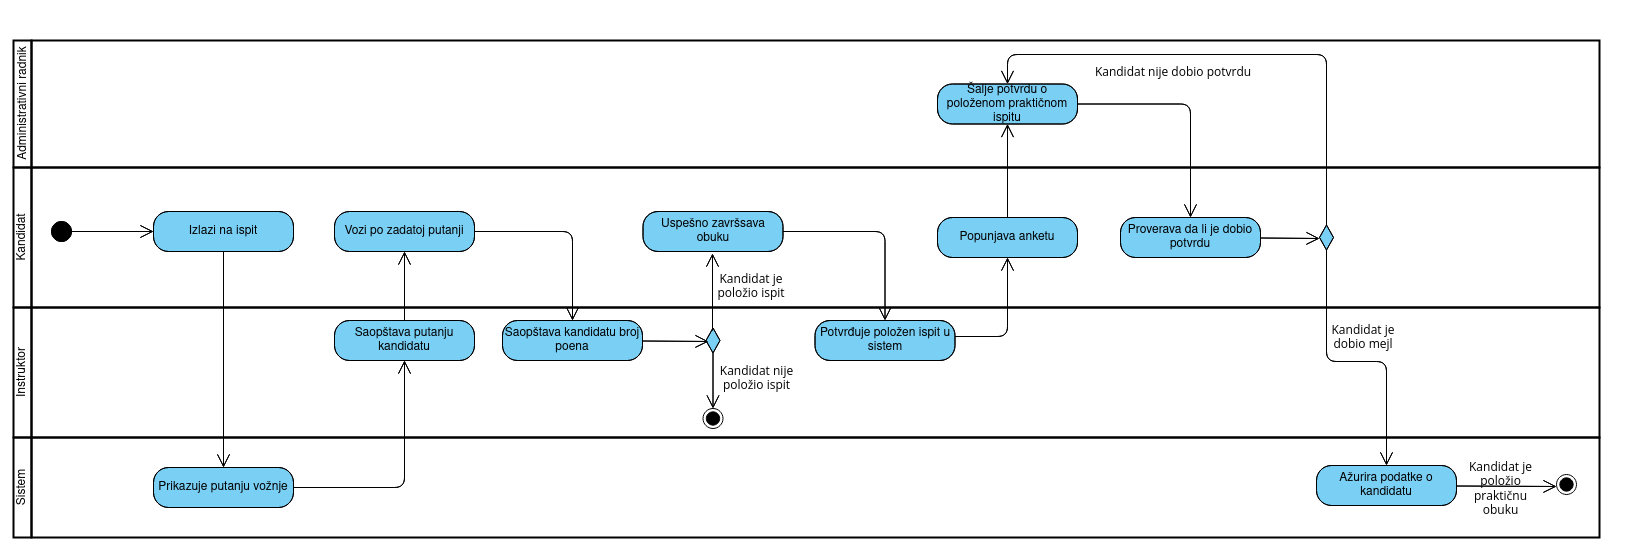 Administrativni radnik
Šalje potvrdu o
položenom praktičnom
ispitu
Kandidat nije dobio potvrdu
Kandidat
Izlazi na ispit
Vozi po zadatoj putanji
Uspešno završsava
obuku
Popunjava anketu
Proverava da li je dobio
potvrdu
Kandidat je
položio ispit
Instruktor
Saopštava putanju
kandidatu
Saopštava kandidatu broj
poena
Potvrđuje položen ispit u
sistem
Kandidat je
dobio mejl
Kandidat nije
položio ispit
Sistem
Prikazuje putanju vožnje
Ažurira podatke o
kandidatu
Kandidat je
položio
praktičnu
obuku